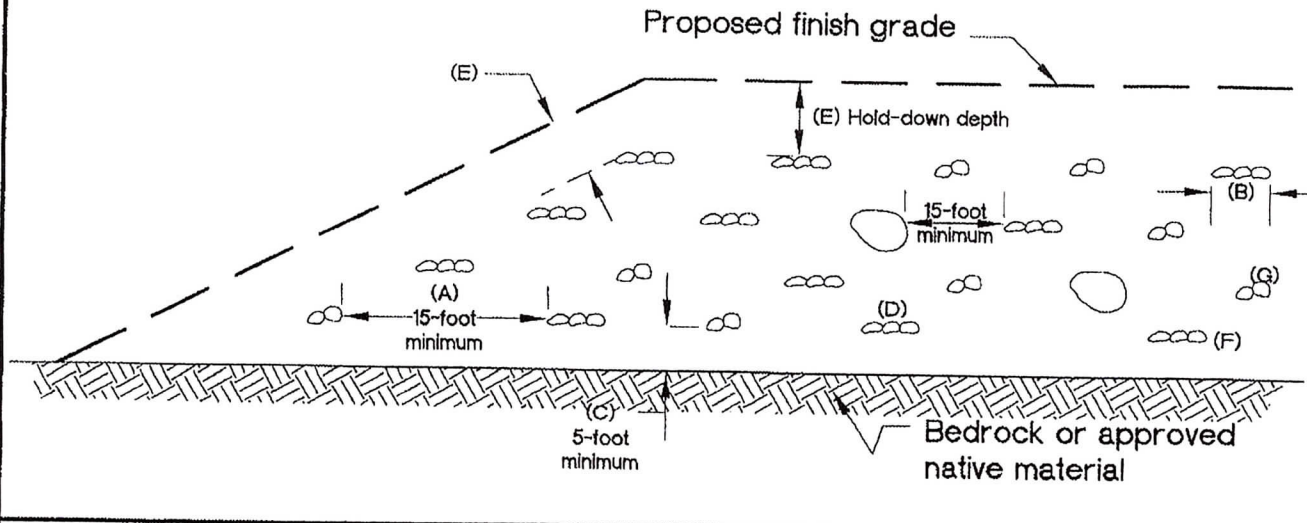 Proposed finish grade
(E)
(E) Hold-down depth
(B)
15-foot
minimum
(A)
15-foot
minimum
(D)
(G)
(F)
(C)
5-foot
minimum
Bedrock or approved
native material